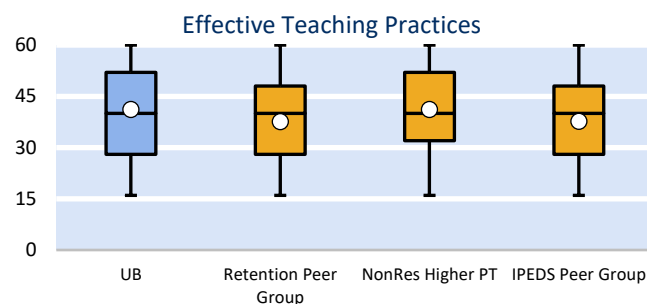 Effective Teaching Practices
60
45
30
15
0
UB
Retention Peer
Group
NonRes Higher PT
IPEDS Peer Group